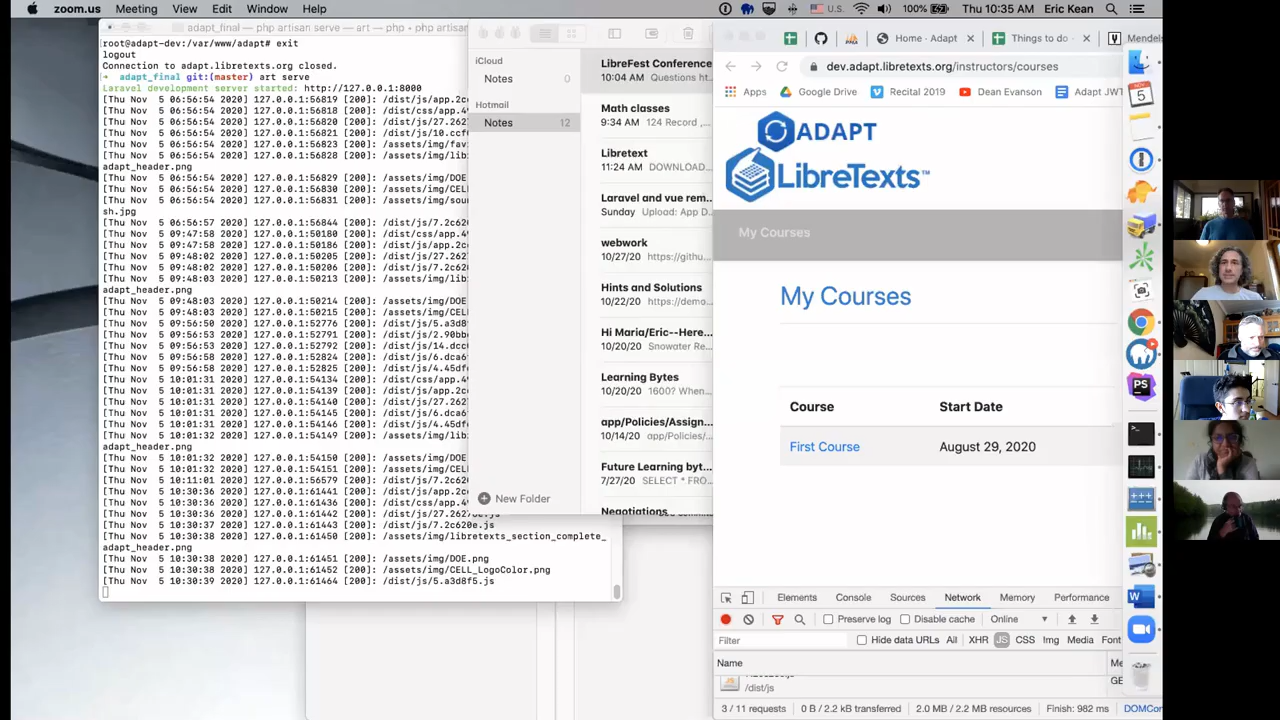 zoom.us Meeting View Edit Window Help
U.S. 100% Thu 10:35 AM Eric Kean
adapt_final — php artisan serve — art — php • php artisan
root@adapt-dev:/var/www/adapt# exit
logout
Connection to adapt.libretexts.org closed.
➜ adapt_final git:(master) art serve
Laravel development server started: http://127.0.0.1:8000
[Thu Nov 5 06:56:54 2020] 127.0.0.1:56819 [200]: /dist/js/app.2c
[Thu Nov 5 06:56:54 2020] 127.0.0.1:56818 [200]: /dist/css/app.4
[Thu Nov 5 06:56:54 2020] 127.0.0.1:56820 [200]: /dist/js/27.262
[Thu Nov 5 06:56:54 2020] 127.0.0.1:56821 [200]: /dist/js/10.ccf
[Thu Nov 5 06:56:54 2020] 127.0.0.1:56823 [200]: /assets/img/fav
[Thu Nov 5 06:56:54 2020] 127.0.0.1:56828 [200]: /assets/img/lib
adapt_header.png
[Thu Nov 5 06:56:54 2020] 127.0.0.1:56829 [200]: /assets/img/DOE
[Thu Nov 5 06:56:54 2020] 127.0.0.1:56830 [200]: /assets/img/CEL
[Thu Nov 5 06:56:54 2020] 127.0.0.1:56831 [200]: /assets/img/sou
sh.jpg
[Thu Nov 5 06:56:57 2020] 127.0.0.1:56844 [200]: /dist/js/7.2c62
[Thu Nov 5 09:47:58 2020] 127.0.0.1:50180 [200]: /dist/css/app.4
[Thu Nov 5 09:47:58 2020] 127.0.0.1:50186 [200]: /dist/js/app.2c
[Thu Nov 5 09:48:02 2020] 127.0.0.1:50205 [200]: /dist/js/27.262
[Thu Nov 5 09:48:02 2020] 127.0.0.1:50206 [200]: /dist/js/7.2c62
[Thu Nov 5 09:48:03 2020] 127.0.0.1:50213 [200]: /assets/img/lib
adapt_header.png
[Thu Nov 5 09:48:03 2020] 127.0.0.1:50214 [200]: /assets/img/DOE
[Thu Nov 5 09:48:03 2020] 127.0.0.1:50215 [200]: /assets/img/CEL
[Thu Nov 5 09:56:50 2020] 127.0.0.1:52776 [200]: /dist/js/5.a3d8
[Thu Nov 5 09:56:53 2020] 127.0.0.1:52791 [200]: /dist/js/2.90bb
[Thu Nov 5 09:56:53 2020] 127.0.0.1:52792 [200]: /dist/js/14.dcc
[Thu Nov 5 09:56:58 2020] 127.0.0.1:52824 [200]: /dist/js/6.dca6
[Thu Nov 5 09:56:58 2020] 127.0.0.1:52825 [200]: /dist/js/4.45df
[Thu Nov 5 10:01:31 2020] 127.0.0.1:54134 [200]: /dist/css/app.4
[Thu Nov 5 10:01:31 2020] 127.0.0.1:54139 [200]: /dist/js/app.2c
[Thu Nov 5 10:01:31 2020] 127.0.0.1:54141 [200]: /dist/js/27.262
[Thu Nov 5 10:01:31 2020] 127.0.0.1:54145 [200]: /dist/js/6.dca6
[Thu Nov 5 10:01:31 2020] 127.0.0.1:54146 [200]: /dist/js/4.45df
[Thu Nov 5 10:01:32 2020] 127.0.0.1:54149 [200]: /assets/img/lib
adapt_header.png
[Thu Nov 5 10:01:32 2020] 127.0.0.1:54150 [200]: /assets/img/DOE
[Thu Nov 5 10:01:32 2020] 127.0.0.1:54151 [200]: /assets/img/CEL
[Thu Nov 5 10:11:01 2020] 127.0.0.1:56579 [200]: /dist/js/7.2c62
[Thu Nov 5 10:30:36 2020] 127.0.0.1:61441 [200]: /dist/js/app.2c
[Thu Nov 5 10:30:36 2020] 127.0.0.1:61436 [200]: /dist/css/app.4
[Thu Nov 5 10:30:36 2020] 127.0.0.1:61442 [200]: /dist/js/27.2627
[Thu Nov 5 10:30:37 2020] 127.0.0.1:61443 [200]: /dist/js/7.2c620e.js
[Thu Nov 5 10:30:38 2020] 127.0.0.1:61450 [200]: /assets/img/libretexts_section_complete_
adapt_header.png
[Thu Nov 5 10:30:38 2020] 127.0.0.1:61451 [200]: /assets/img/DOE.png
[Thu Nov 5 10:30:38 2020] 127.0.0.1:61452 [200]: /assets/img/CELL_LogoColor.png
[Thu Nov 5 10:30:39 2020] 127.0.0.1:61464 [200]: /dist/js/5.a3d8f5.js
iCloud
Notes 0
Hotmail
Notes 12
New Folder
LibreFest Conference
10:04 AM Questions ht
Math classes
9:34 AM 124 Record ,...
Libretext
11:24 AM DOWNLOAD...
Laravel and vue rem...
Sunday Upload: App D
webwork
10/27/20 https://githu
Hints and Solutions
10/22/20 https://demo
Hi Maria/Eric--Here...
10/20/20 Snowater Re...
Learning Bytes
10/20/20 1600? When...
app/Policies/Assign...
10/14/20 app/Policies/
Future Learning byt...
7/27/20 SELECT * FRO
Negotiations
Home · Adapt × Things to do × Mendels
dev.adapt.libretexts.org/instructors/courses
Apps Google Drive Recital 2019 Dean Evanson Adapt JWT
ADAPT
LibreTexts™
My Courses
My Courses
Course Start Date
First Course August 29, 2020
Elements Console Sources Network Memory Performance
Preserve log Disable cache Online
Filter Hide data URLs All XHR JS CSS Img Media Font
Name Me
/dist/js GE
3 / 11 requests 0 B / 2.2 kB transferred 2.0 MB / 2.2 MB resources Finish: 982 ms DOMCor
NOV
5
PS
W